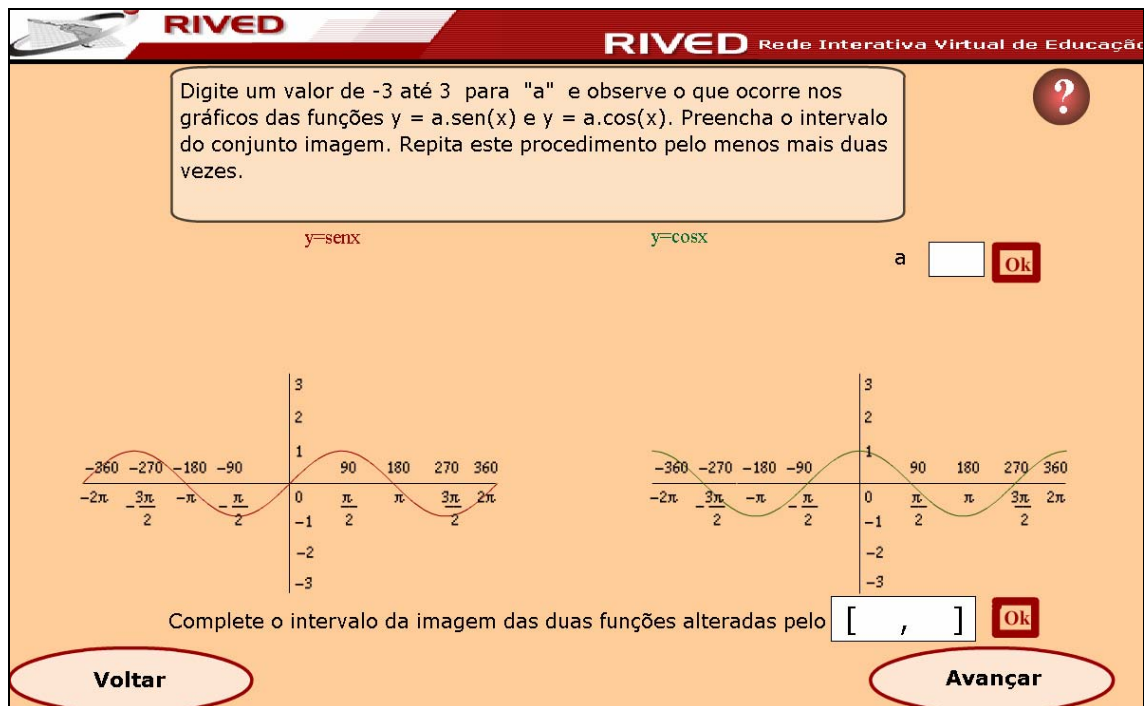 RIVED
RIVED Rede Interativa Virtual de Educaçã
Digite um valor de -3 até 3 para "a" e observe o que ocorre nos
gráficos das funções y = a.sen(x) e y = a.cos(x). Preencha o intervalo
do conjunto imagem. Repita este procedimento pelo menos mais duas
vezes.
?
y=senx
y=cosx
a
Ok
3
2
1
-360 -270 -180 -90 90 180 270 360
-2π -3π/2 -π -π/2 0 π/2 π 3π/2 2π
-1
-2
-3
3
2
1
-360 -270 -180 -90 90 180 270 360
-2π -3π/2 -π -π/2 0 π/2 π 3π/2 2π
-1
-2
-3
Complete o intervalo da imagem das duas funções alteradas pelo [ , ] Ok
Voltar
Avançar